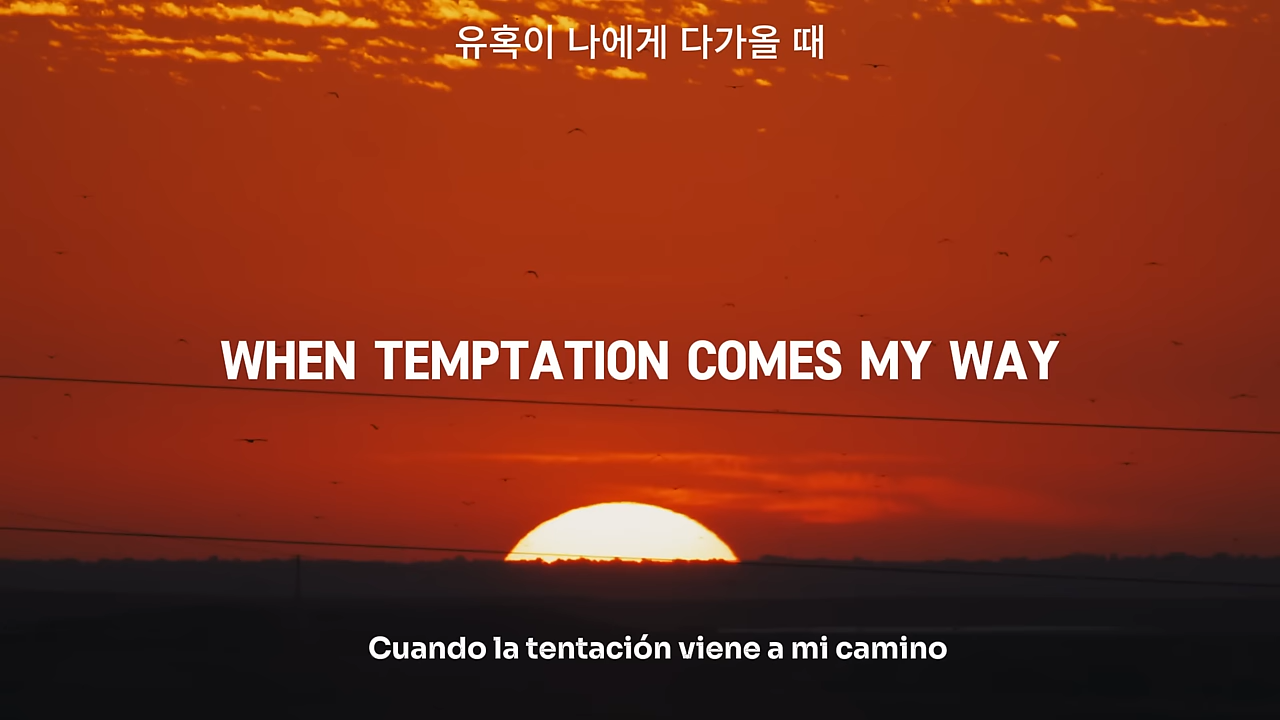 유혹이 나에게 다가올 때
WHEN TEMPTATION COMES MY WAY
Cuando la tentación viene a mi camino